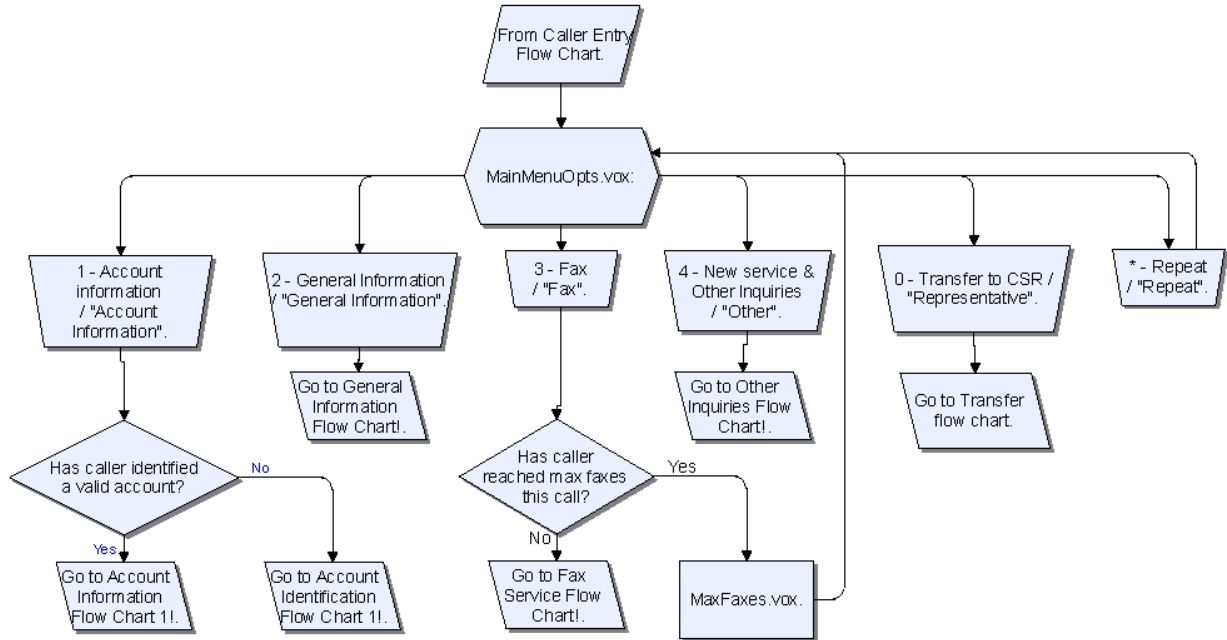 From Caller Entry
Flow Chart.
MainMenuOpts.vox:
1 - Account
information
/ "Account
Information".
2 - General Information
/ "General Information".
3 - Fax
/ "Fax".
4 - New service &
Other Inquiries
/ "Other".
0 - Transfer to CSR /
"Representative".
* - Repeat
/ "Repeat".
Go to General
Information
Flow Chart!.
Go to Other
Inquiries Flow
Chart!.
Go to Transfer
flow chart.
Has caller identified
a valid account?
No
Yes
Has caller
reached max faxes
this call?
Yes
No
Go to Account
Information
Flow Chart 1!.
Go to Account
Identification
Flow Chart 1!.
Go to Fax
Service Flow
Chart!.
MaxFaxes.vox.